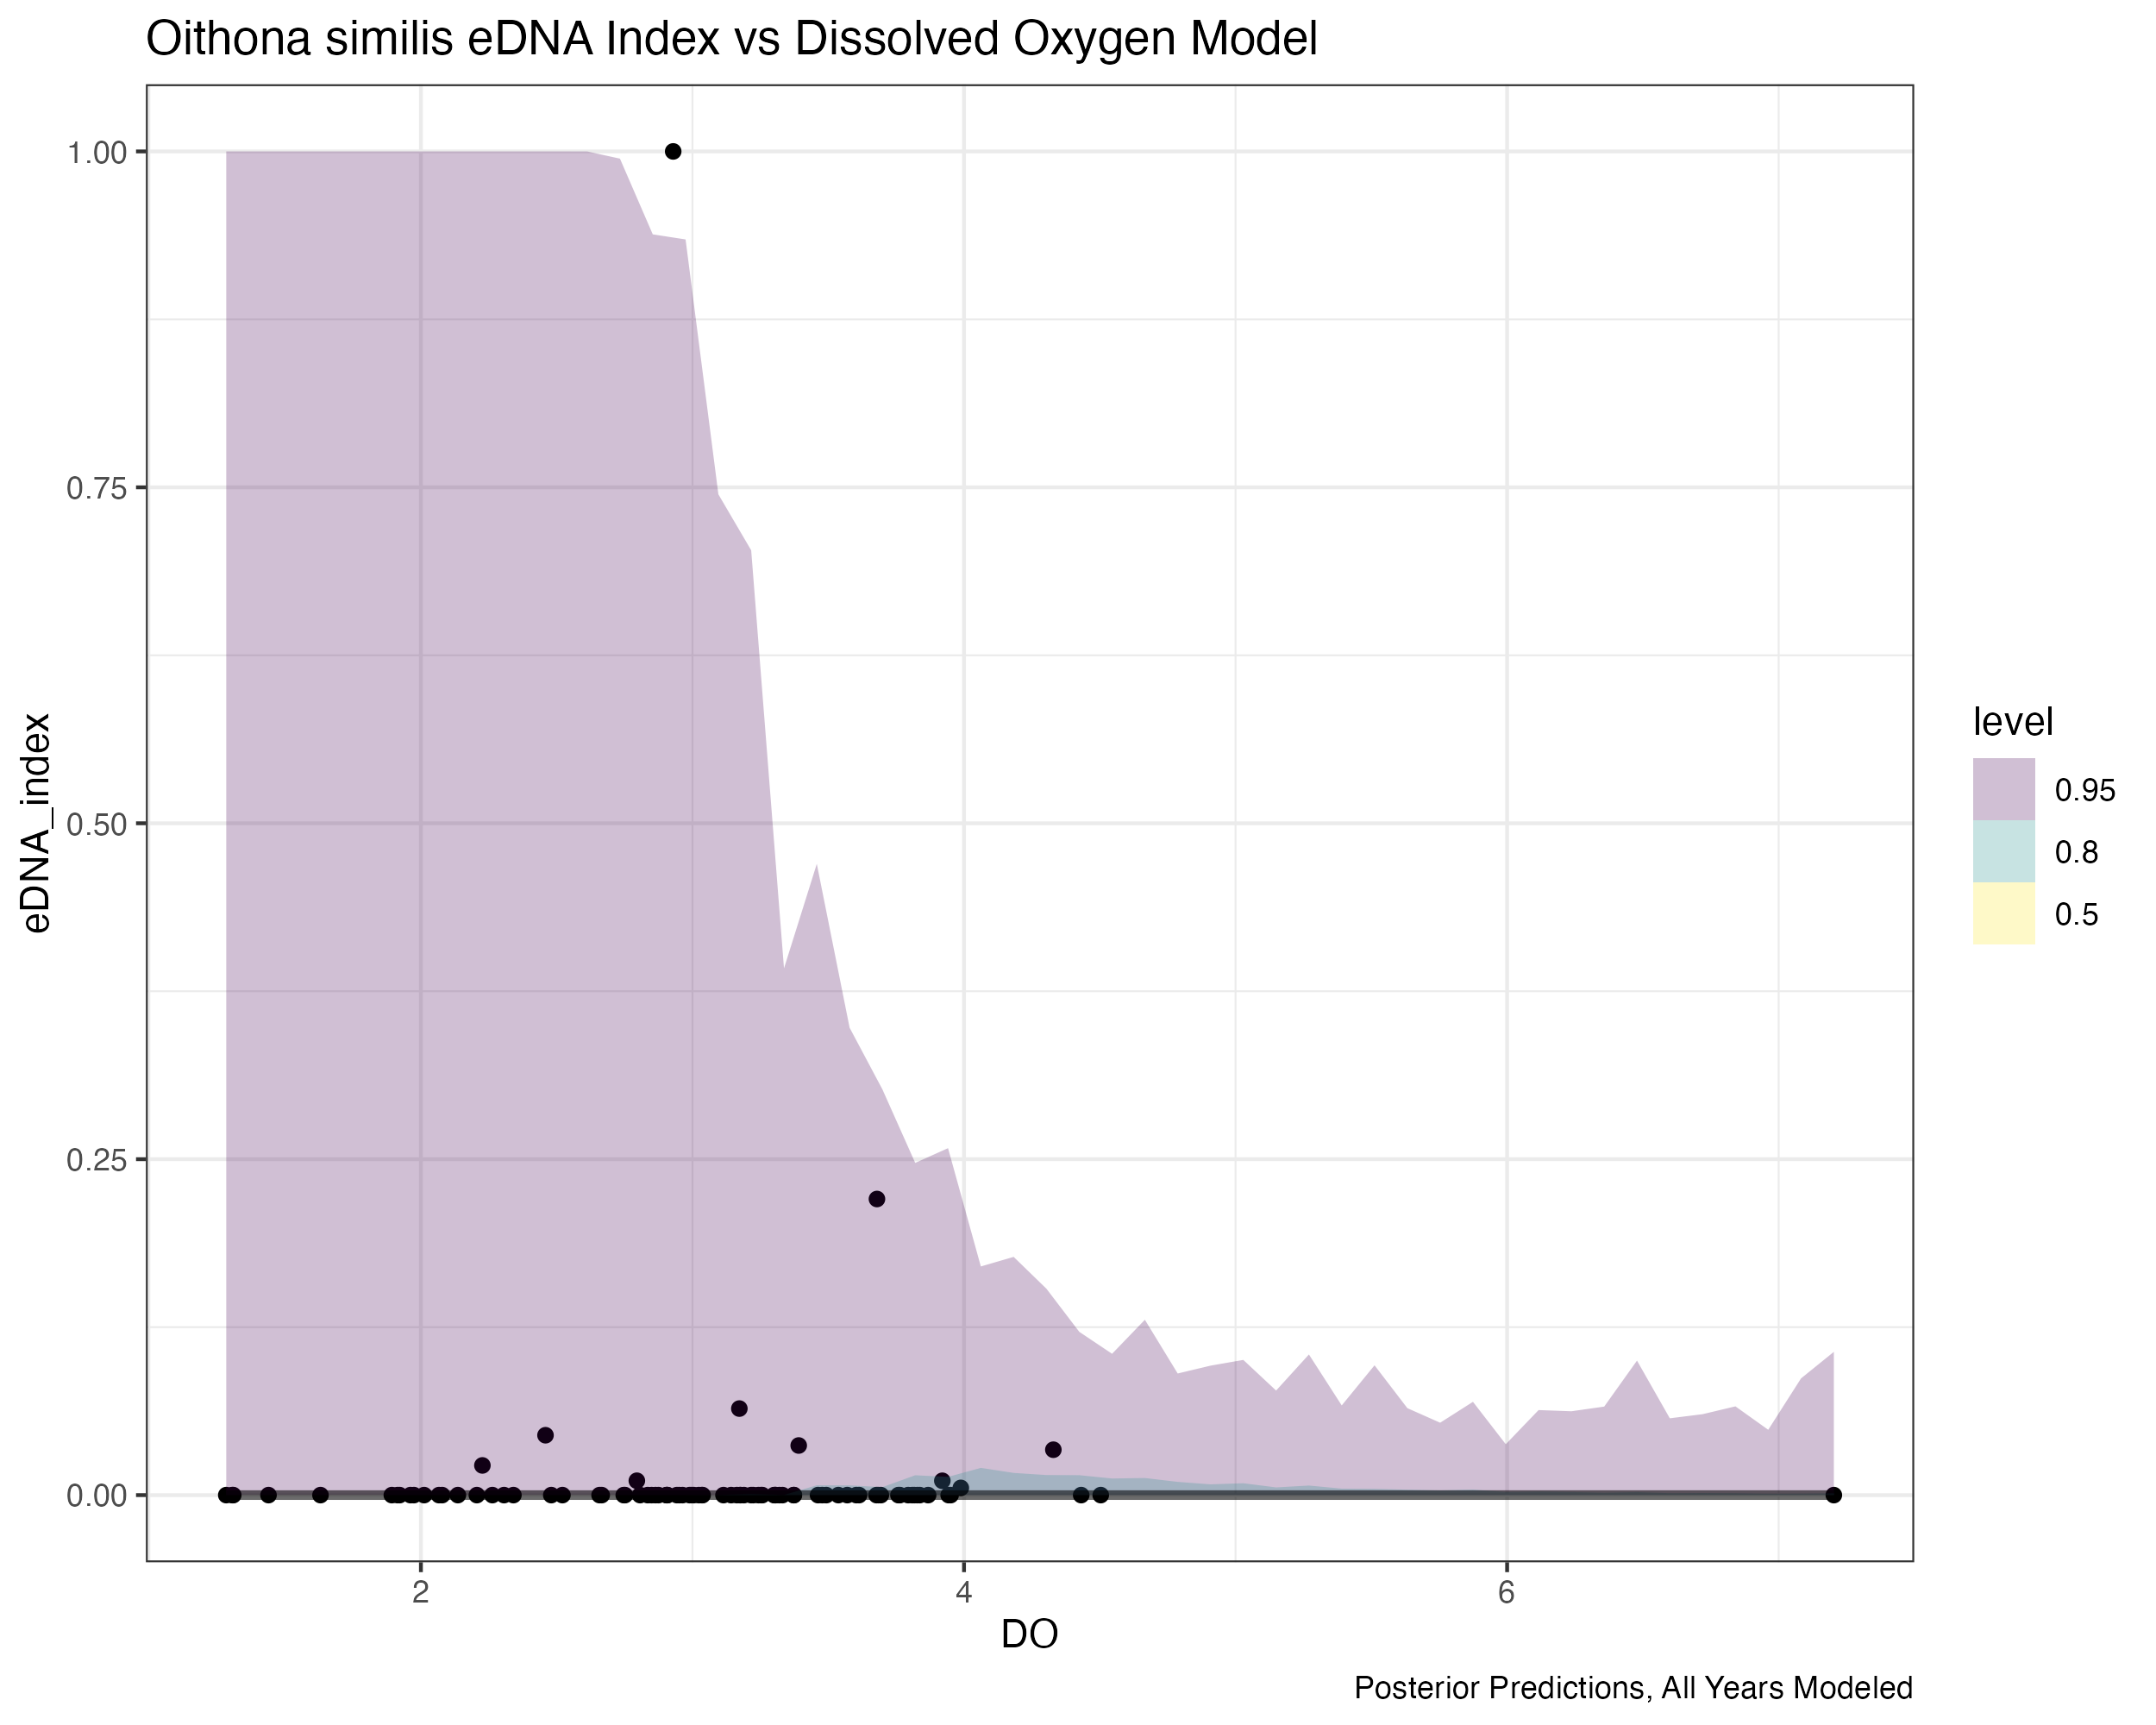 Oithona similis eDNA Index vs Dissolved Oxygen Model
1.00
0.75
0.50
0.25
0.00
eDNA_index
2 4 6
DO
level
0.95
0.8
0.5
Posterior Predictions, All Years Modeled